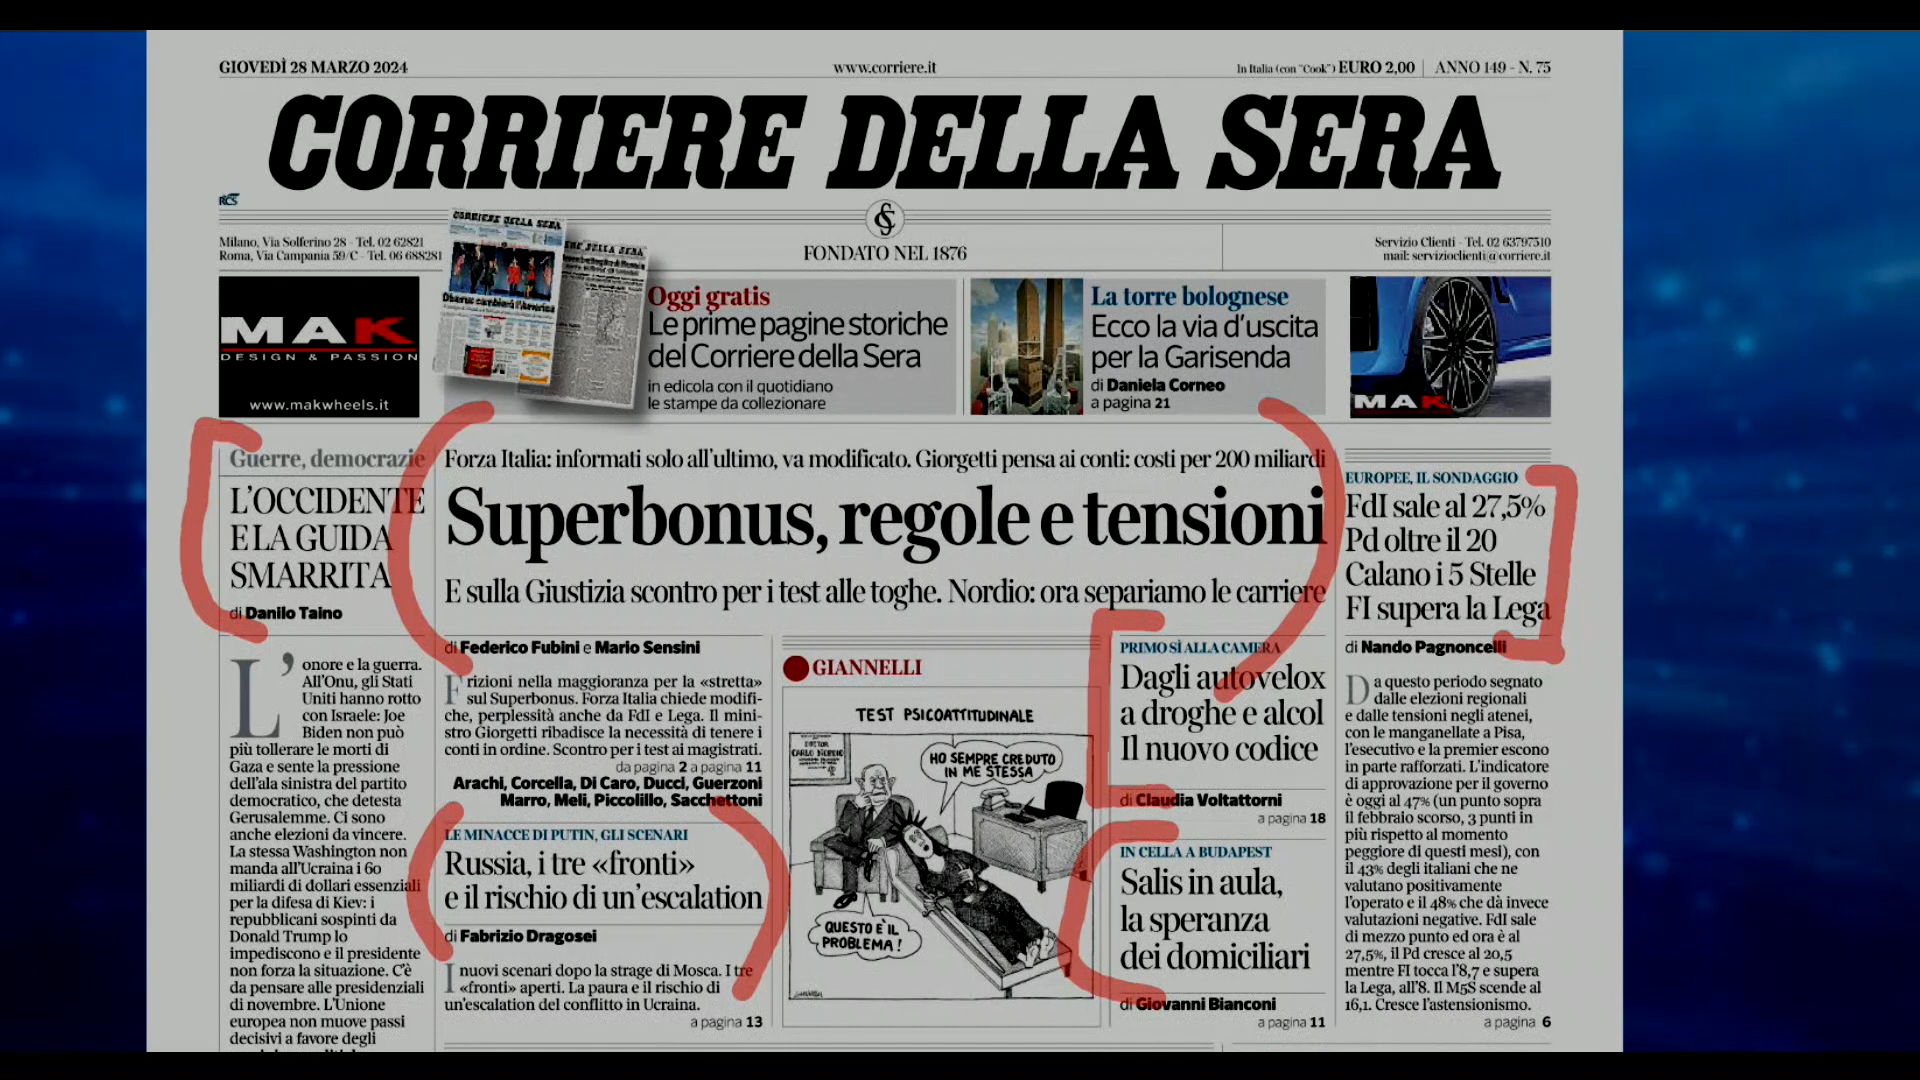 GIOVEDÌ 28 MARZO 2024
www.corriere.it
In Italia (con "Cook") EURO 2,00 | ANNO 149 - N. 75
CORRIERE DELLA SERA
RCS
Milano, Via Solferino 28 - Tel. 02 62821
Roma, Via Campania 59/C - Tel. 06 688281
FONDATO NEL 1876
Servizio Clienti - Tel. 02 63797510
mail: servizioclienti@corriere.it
MAK
DESIGN & PASSION
www.makwheels.it
CORRIERE DELLA SERA
Oggi gratis
Le prime pagine storiche
del Corriere della Sera
in edicola con il quotidiano
le stampe da collezionare
La torre bolognese
Ecco la via d'uscita
per la Garisenda
di Daniela Corneo
a pagina 21
MAK
Guerre, democrazie
L'OCCIDENTE
E LA GUIDA
SMARRITA
di Danilo Taino
L'onore e la guerra.
All'Onu, gli Stati
Uniti hanno rotto
con Israele: Joe
Biden non può
più tollerare le morti di
Gaza e sente la pressione
dell'ala sinistra del partito
democratico, che detesta
Gerusalemme. Ci sono
anche elezioni da vincere.
La stessa Washington non
manda all'Ucraina i 60
miliardi di dollari essenziali
per la difesa di Kiev: i
repubblicani sospinti da
Donald Trump lo
impediscono e il presidente
non forza la situazione. C'è
da pensare alle presidenziali
di novembre. L'Unione
europea non muove passi
decisivi a favore degli
Forza Italia: informati solo all'ultimo, va modificato. Giorgetti pensa ai conti: costi per 200 miliardi
Superbonus, regole e tensioni
E sulla Giustizia scontro per i test alle toghe. Nordio: ora separiamo le carriere
di Federico Fubini e Mario Sensini
Frizioni nella maggioranza per la «stretta»
sul Superbonus. Forza Italia chiede modifi-
che, perplessità anche da FdI e Lega. Il mini-
stro Giorgetti ribadisce la necessità di tenere i
conti in ordine. Scontro per i test ai magistrati.
da pagina 2 a pagina 11
Arachi, Corcella, Di Caro, Ducci, Guerzoni
Marro, Meli, Piccolillo, Sacchettoni
LE MINACCE DI PUTIN, GLI SCENARI
Russia, i tre «fronti»
e il rischio di un'escalation
di Fabrizio Dragosei
I nuovi scenari dopo la strage di Mosca. I tre
«fronti» aperti. La paura e il rischio di
un'escalation del conflitto in Ucraina.
a pagina 13
GIANNELLI
TEST PSICOATTITUDINALE
HO SEMPRE CREDUTO
IN ME STESSA
QUESTO È IL
PROBLEMA!
PRIMO SÌ ALLA CAMERA
Dagli autovelox
a droghe e alcol
Il nuovo codice
di Claudia Voltattorni
a pagina 18
IN CELLA A BUDAPEST
Salis in aula,
la speranza
dei domiciliari
di Giovanni Bianconi
a pagina 11
EUROPEE, IL SONDAGGIO
FdI sale al 27,5%
Pd oltre il 20
Calano i 5 Stelle
FI supera la Lega
di Nando Pagnoncelli
Da questo periodo segnato
dalle elezioni regionali
e dalle tensioni negli atenei,
con le manganellate a Pisa,
l'esecutivo e la premier escono
in parte rafforzati. L'indicatore
di approvazione per il governo
è oggi al 47% (un punto sopra
il febbraio scorso, 3 punti in
più rispetto al momento
peggiore di questi mesi), con
il 43% degli italiani che ne
valutano positivamente
l'operato e il 48% che dà invece
valutazioni negative. FdI sale
di mezzo punto ed ora è al
27,5%, il Pd cresce al 20,5
mentre FI tocca l'8,7 e supera
la Lega, all'8. Il M5S scende al
16,1. Cresce l'astensionismo.
a pagina 6